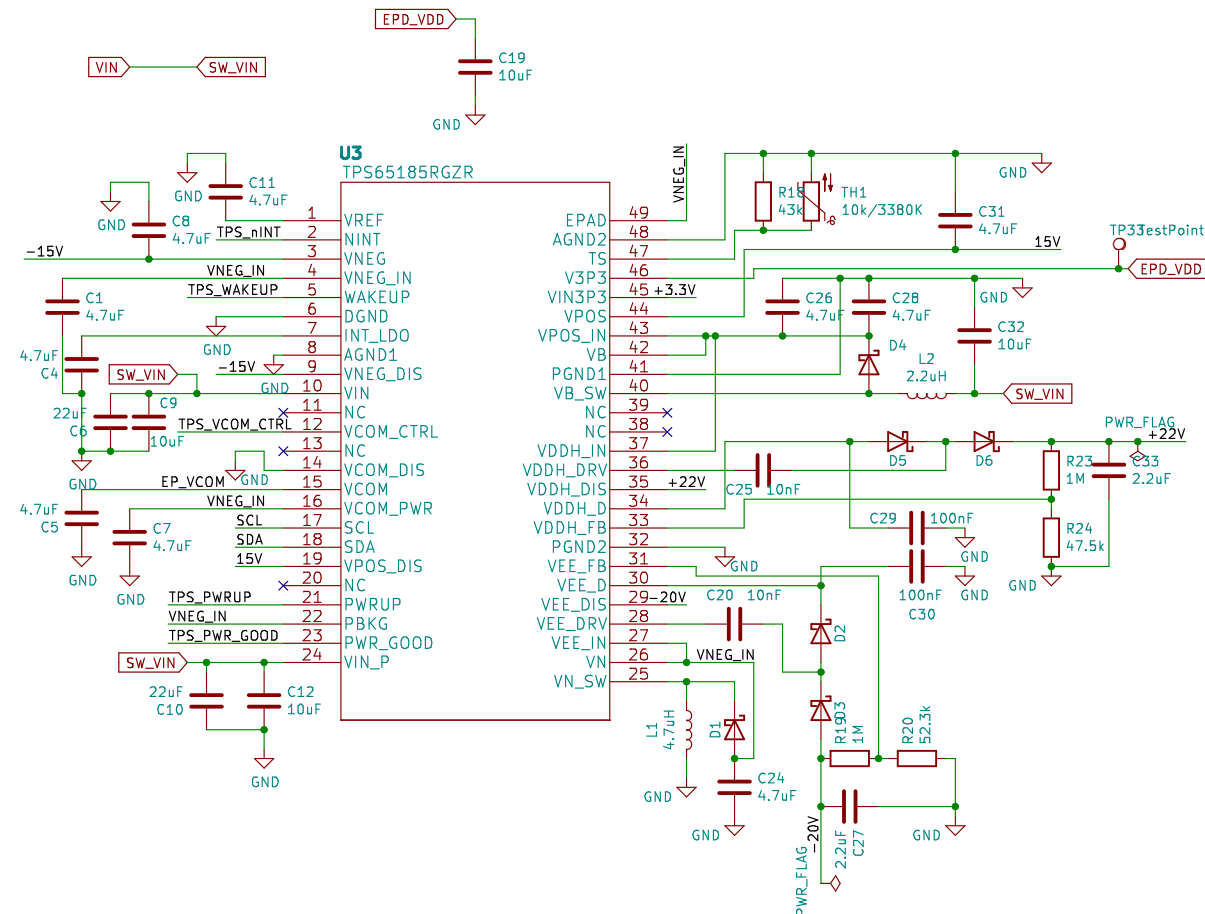 EPD_VDD
C19
10uF
GND
VIN
SW_VIN
U3
TPS65185RGZR
GND
C11
4.7uF
GND
C8
4.7uF
TPS_nINT
-15V
VNEG_IN
C1
4.7uF
TPS_WAKEUP
GND
4.7uF
C4
-15V
GND
SW_VIN
22uF
C6
C9
10uF
TPS_VCOM_CTRL
GND
GND
EP_VCOM
4.7uF
C5
VNEG_IN
C7
4.7uF
SCL
SDA
15V
GND
GND
TPS_PWRUP
VNEG_IN
TPS_PWR_GOOD
SW_VIN
22uF
C10
C12
10uF
GND
1 VREF
2 NINT
3 VNEG
4 VNEG_IN
5 WAKEUP
6 DGND
7 INT_LDO
8 AGND1
9 VNEG_DIS
10 VIN
11 NC
12 VCOM_CTRL
13 NC
14 VCOM_DIS
15 VCOM
16 VCOM_PWR
17 SCL
18 SDA
19 VPOS_DIS
20 NC
21 PWRUP
22 PBKG
23 PWR_GOOD
24 VIN_P
EPAD 49
AGND2 48
TS 47
V3P3 46
VIN3P3 45
VPOS 44
VPOS_IN 43
VB 42
PGND1 41
VB_SW 40
NC 39
NC 38
VDDH_IN 37
VDDH_DRV 36
VDDH_DIS 35
VDDH_D 34
VDDH_FB 33
PGND2 32
VEE_FB 31
VEE_D 30
VEE_DIS 29
VEE_DRV 28
VEE_IN 27
VN 26
VN_SW 25
VNEG_IN
R18
43k
TH1
10k/3380K
GND
C31
4.7uF
15V
TP33
TestPoint
EPD_VDD
+3.3V
C26
4.7uF
C28
4.7uF
GND
C32
10uF
D4
L2
2.2uH
SW_VIN
D5
D6
PWR_FLAG
+22V
C25
10nF
+22V
R23
1M
C33
2.2uF
C29
100nF
GND
R24
47.5k
GND
GND
100nF
C30
GND
-20V
C20
10nF
D2
VNEG_IN
L1
4.7uH
D1
D3
R19
1M
R20
52.3k
GND
C24
4.7uF
GND
-20V
2.2uF
C27
GND
PWR_FLAG